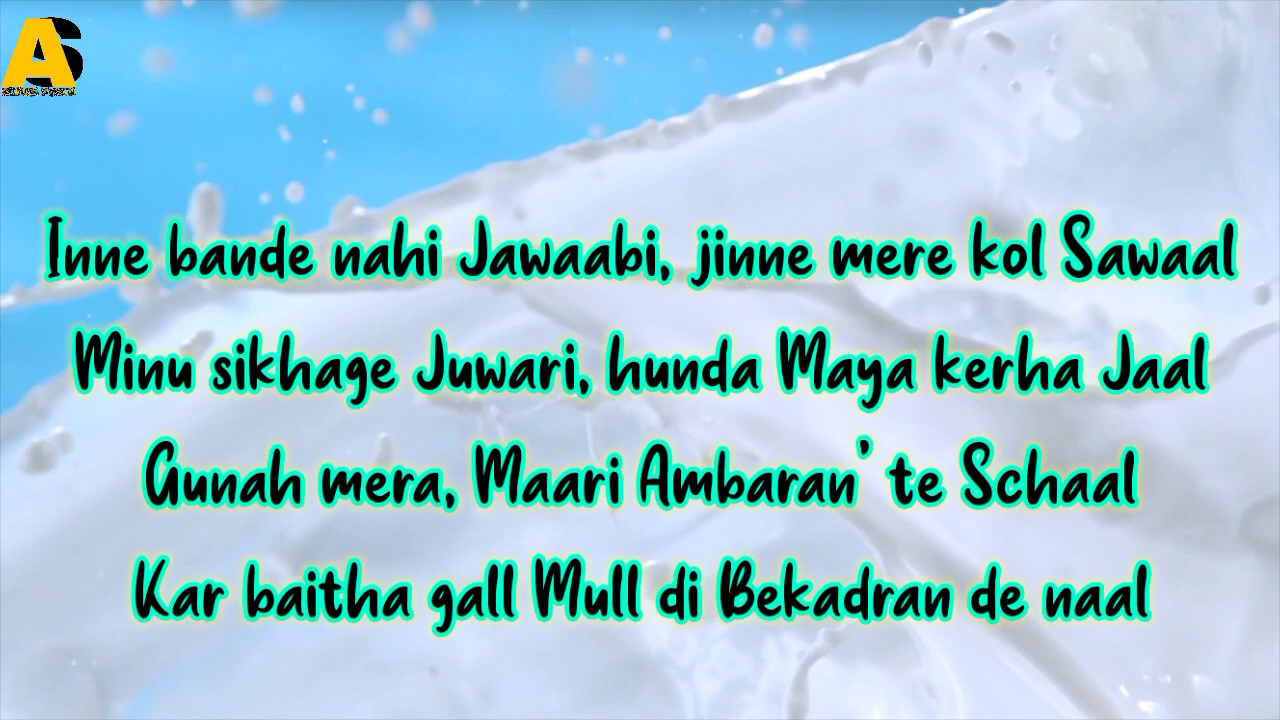 AS
Inne bande nahi Jawaabi, jinne mere kol Sawaal
Minu sikhage Juwari, hunda Maya kerha Jaal
Gunah mera, Maari Ambaran' te Schaal
Kar baitha gall Mull di Bekadran de naal